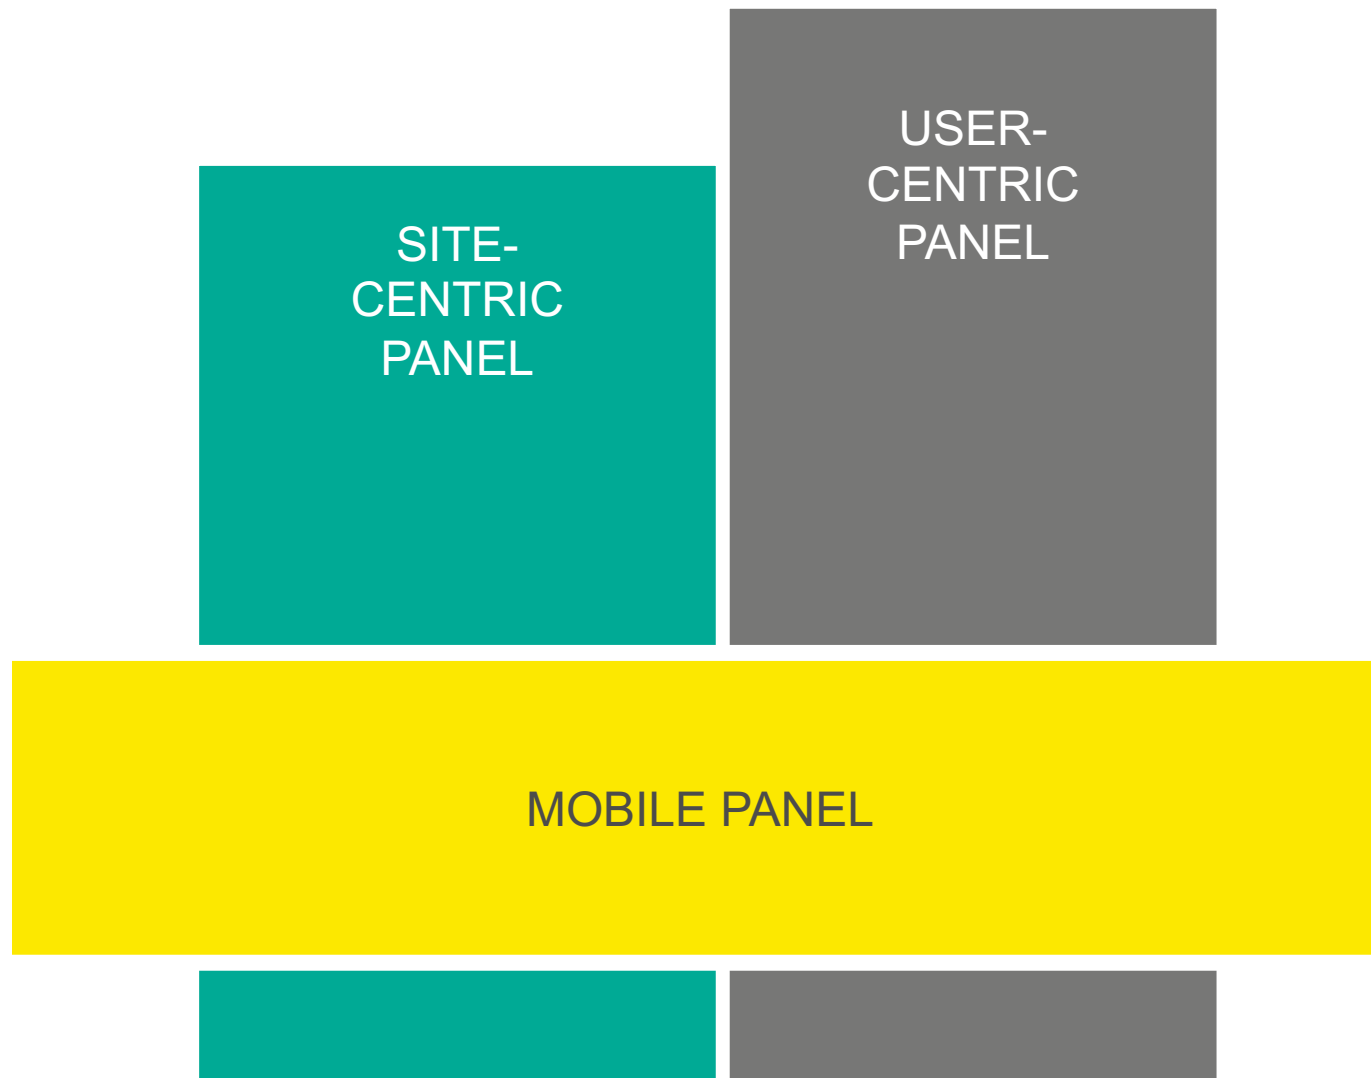 SITE-
CENTRIC
PANEL
USER-
CENTRIC
PANEL
MOBILE PANEL